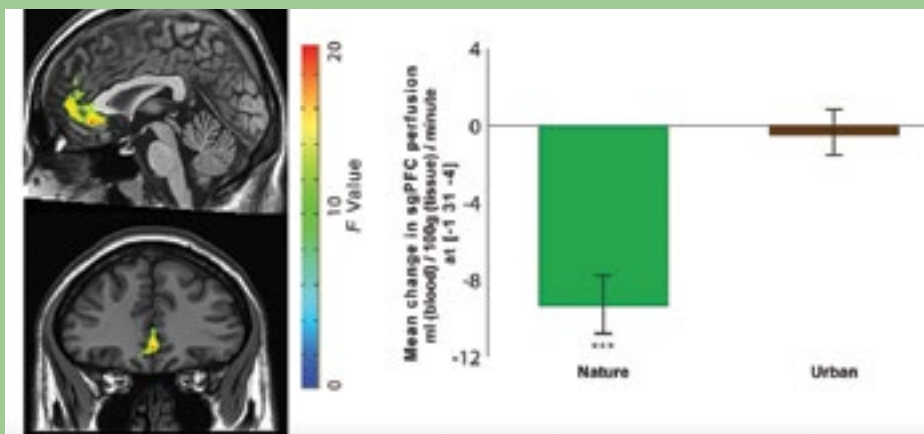 20
10
0
F Value
Mean change in sgPFC perfusion
ml (blood) / 100g (tissue) / minute
at [-1 31 -4]
4
0
-4
-8
-12
***
Nature
Urban